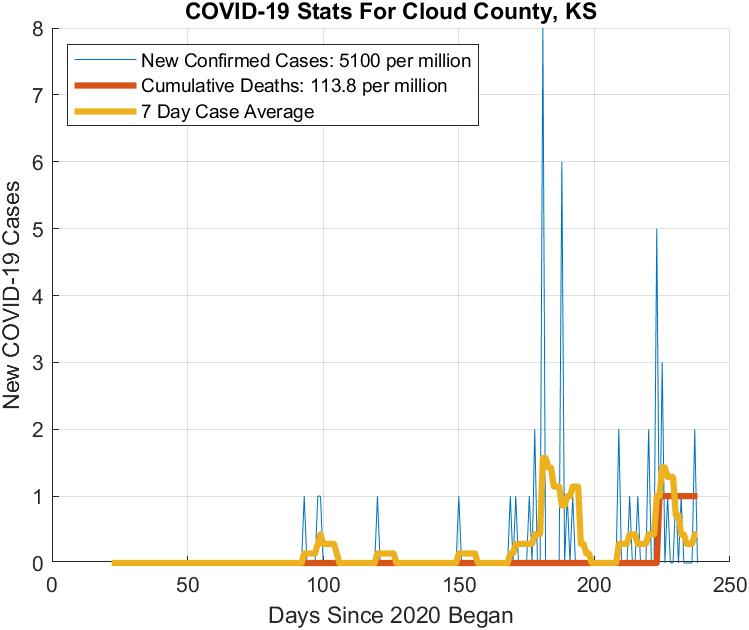 COVID-19 Stats For Cloud County, KS
New Confirmed Cases: 5100 per million
Cumulative Deaths: 113.8 per million
7 Day Case Average
New COVID-19 Cases
8
7
6
5
4
3
2
1
0
0 50 100 150 200 250
Days Since 2020 Began